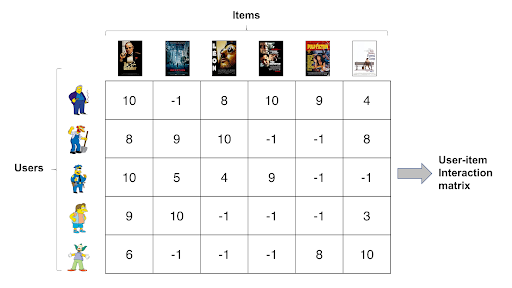 Items
10 -1 8 10 9 4
8 9 10 -1 -1 8
Users
10 5 4 9 -1 -1
9 10 -1 -1 -1 3
6 -1 -1 -1 8 10
User-item
Interaction
matrix